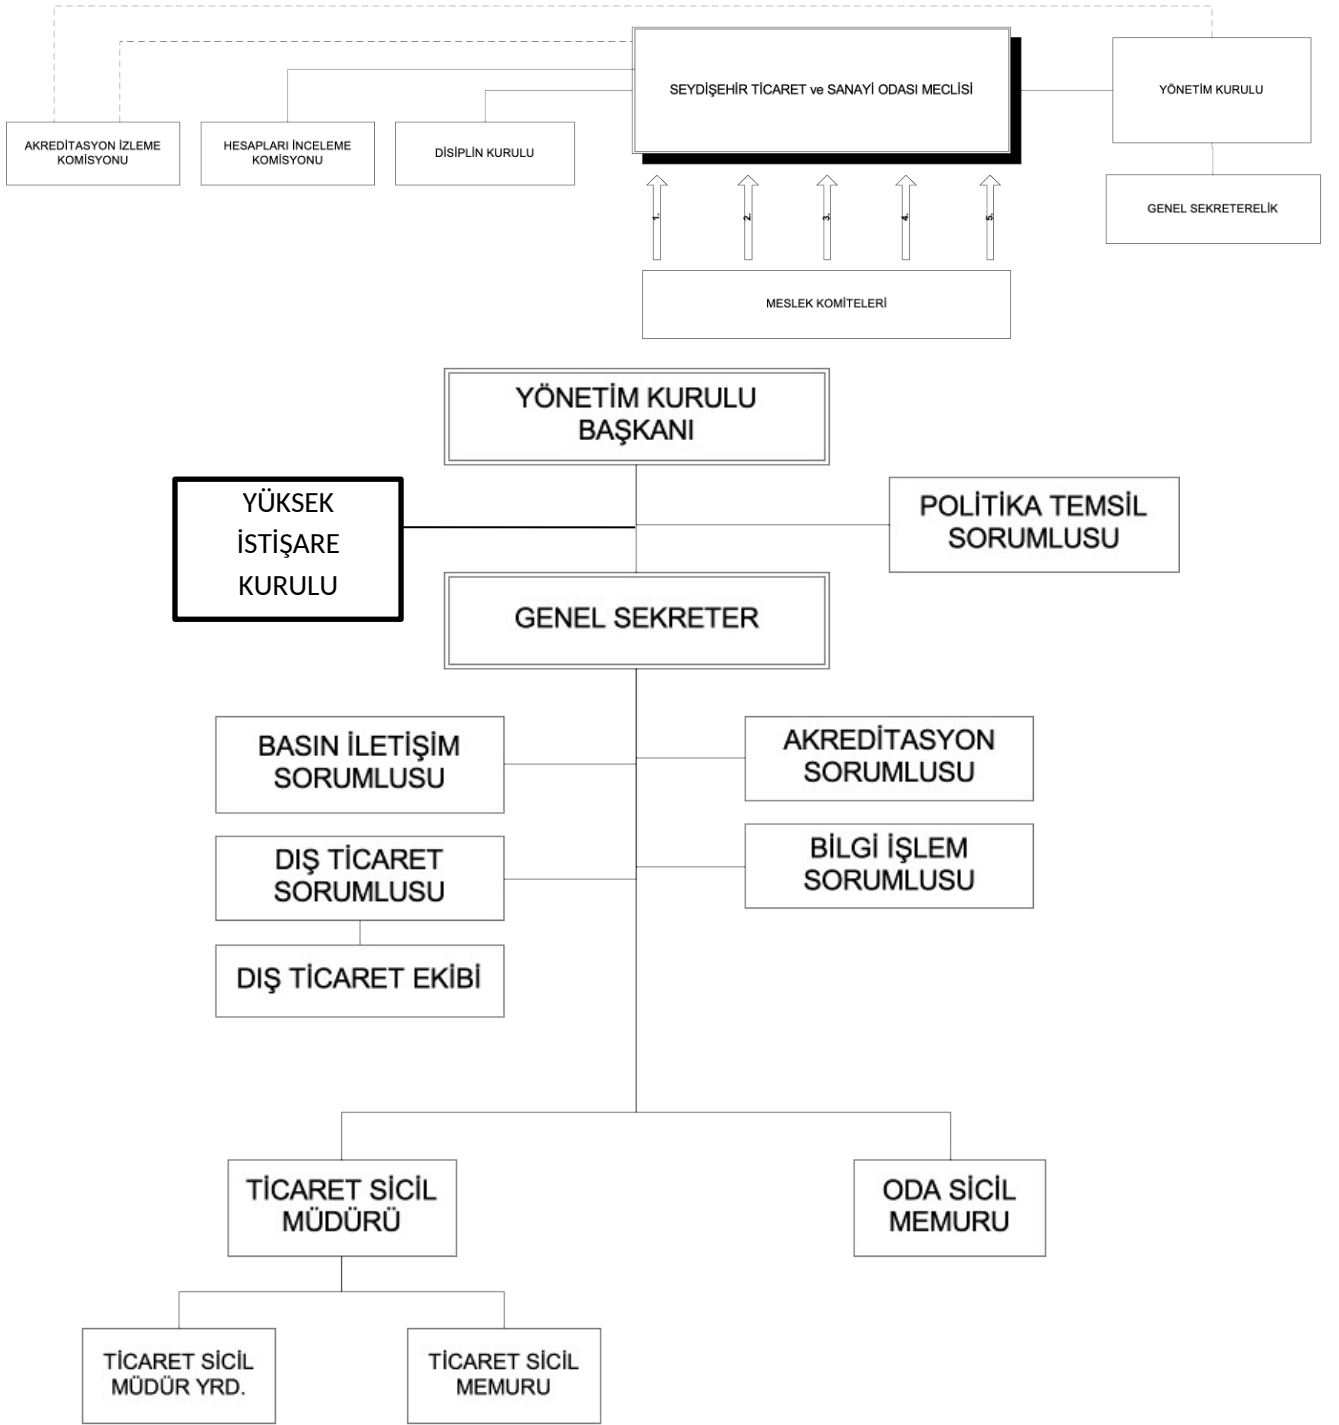 SEYDİŞEHİR TİCARET ve SANAYİ ODASI MECLİSİ
YÖNETİM KURULU
AKREDİTASYON İZLEME
KOMİSYONU
HESAPLARI İNCELEME
KOMİSYONU
DİSİPLİN KURULU
GENEL SEKRETERELİK
1.
2.
3.
4.
5.
MESLEK KOMİTELERİ
YÖNETİM KURULU
BAŞKANI
YÜKSEK
İSTİŞARE
KURULU
POLİTİKA TEMSİL
SORUMLUSU
GENEL SEKRETER
BASIN İLETİŞİM
SORUMLUSU
AKREDİTASYON
SORUMLUSU
DIŞ TİCARET
SORUMLUSU
BİLGİ İŞLEM
SORUMLUSU
DIŞ TİCARET EKİBİ
TİCARET SİCİL
MÜDÜRÜ
ODA SİCİL
MEMURU
TİCARET SİCİL
MÜDÜR YRD.
TİCARET SİCİL
MEMURU